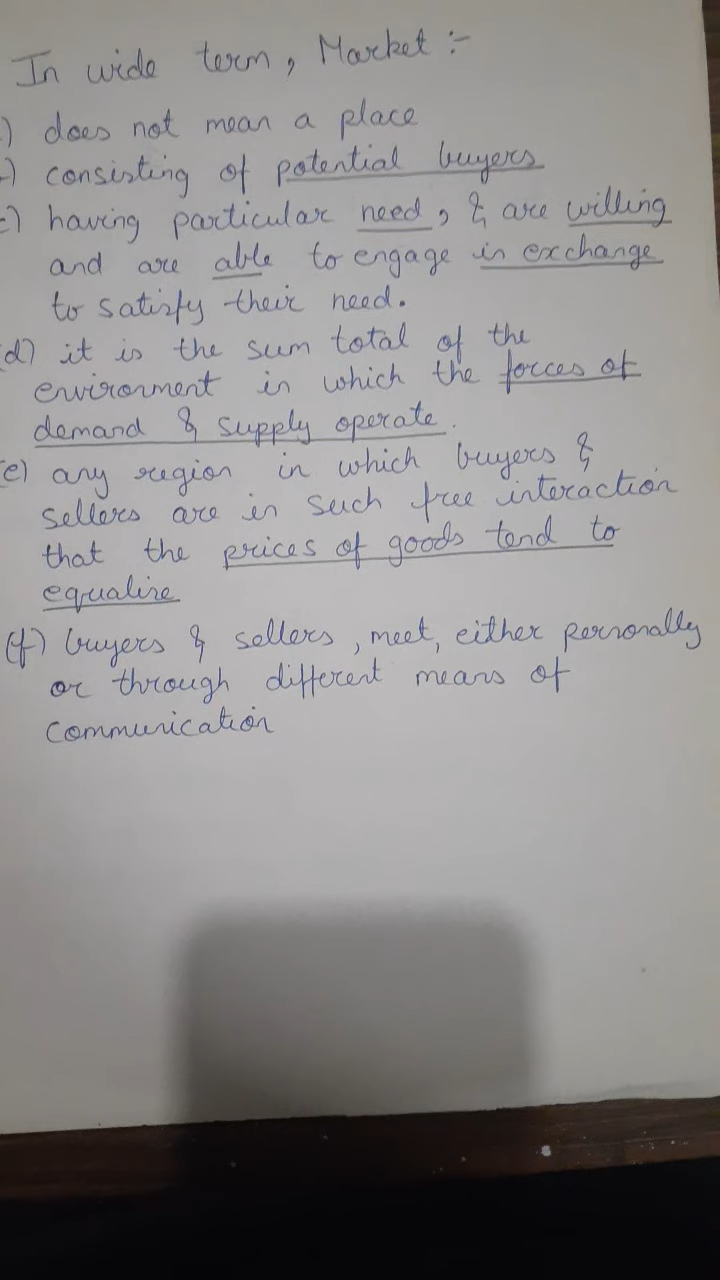 In wide term, Market :-
) does not mean a place
) consisting of potential buyers
c) having particular need, & are willing
and are able to engage in exchange
to satisfy their need.
(d) it is the sum total of the
environment in which the forces of
demand & supply operate.
(e) any region in which buyers &
sellers are in such free interaction
that the prices of goods tend to
equalise
(f) buyers & sellers, meet, either personally
or through different means of
communication